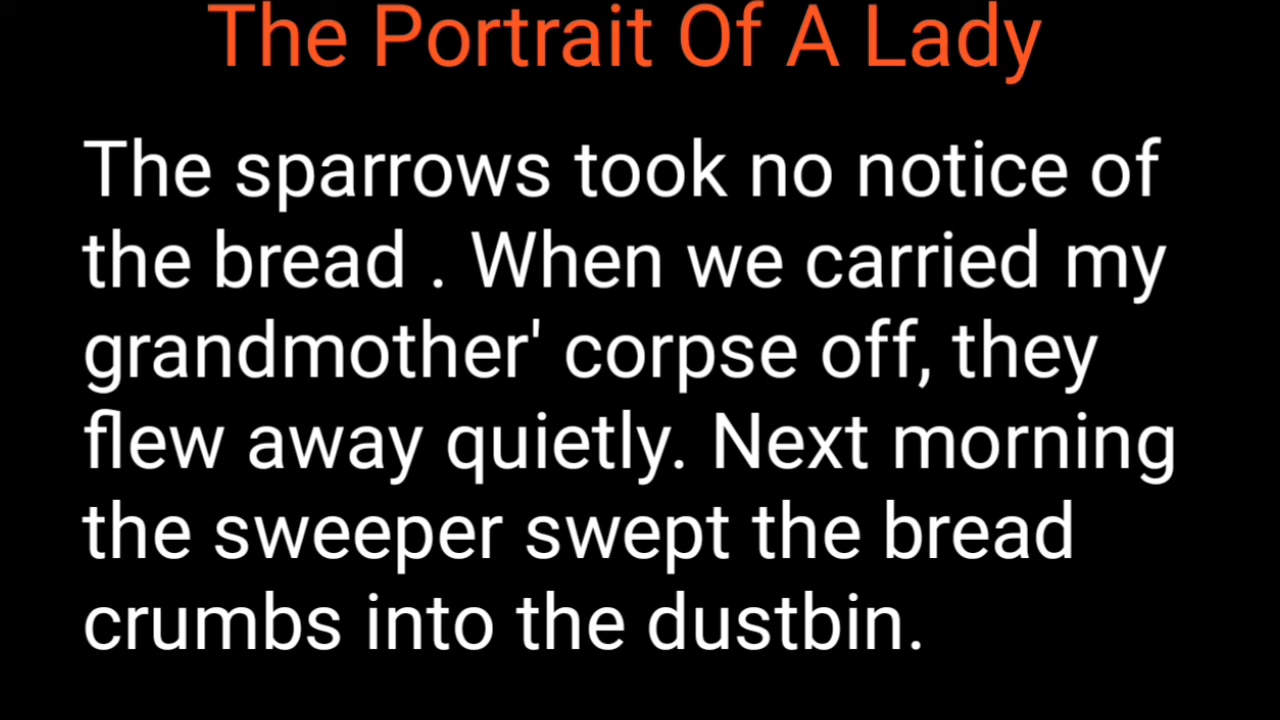 The Portrait Of A Lady
The sparrows took no notice of
the bread . When we carried my
grandmother' corpse off, they
flew away quietly. Next morning
the sweeper swept the bread
crumbs into the dustbin.